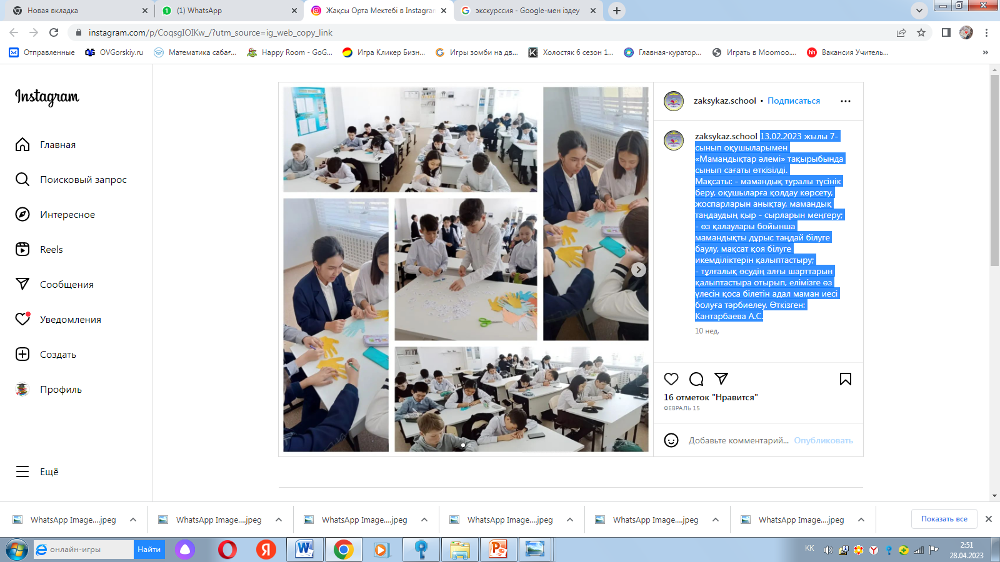 Новая вкладка
(1) WhatsApp
Жақсы Орта Мектебі в Instagram
экскурссия - Google-мен іздеу
instagram.com/p/CoqsgIOIKw_/?utm_source=ig_web_copy_link
Отправленные
OVGorskiy.ru
Математика сабағ...
Happy Room - GoG...
Игра Кликер Бизн...
Игры зомби на дв...
Холостяк 6 сезон 1...
Главная-куратор...
Играть в Moomoo....
Вакансия Учитель...
Instagram
Главная
Поисковый запрос
Интересное
Reels
Сообщения
Уведомления
Создать
Профиль
Ещё
zaksykaz.school • Подписаться
zaksykaz.school 13.02.2023 жылы 7-
сынып оқушыларымен
«Мамандықтар әлемі» тақырыбында
сынып сағаты өткізілді.
Мақсаты: - мамандық туралы түсінік
беру, оқушыларға қолдау көрсету,
жоспарларын анықтау, мамандық
таңдаудың қыр - сырларын меңгеру;
- өз қалаулары бойынша
мамандықты дұрыс таңдай білуге
баулу, мақсат қоя білуге
икемділіктерін қалыптастыру;
- тұлғалық өсудің алғы шарттарын
қалыптастыра отырып, елімізге өз
үлесін қоса білетін адал маман иесі
болуға тәрбиелеу. Өткізген:
Кантарбаева А.С.
10 нед.
16 отметок "Нравится"
ФЕВРАЛЬ 15
Добавьте комментарий... Опубликовать
WhatsApp Image....jpeg
WhatsApp Image....jpeg
WhatsApp Image....jpeg
WhatsApp Image....jpeg
WhatsApp Image....jpeg
WhatsApp Image....jpeg
Показать все
онлайн-игры
Найти
KK
2:51
28.04.2023